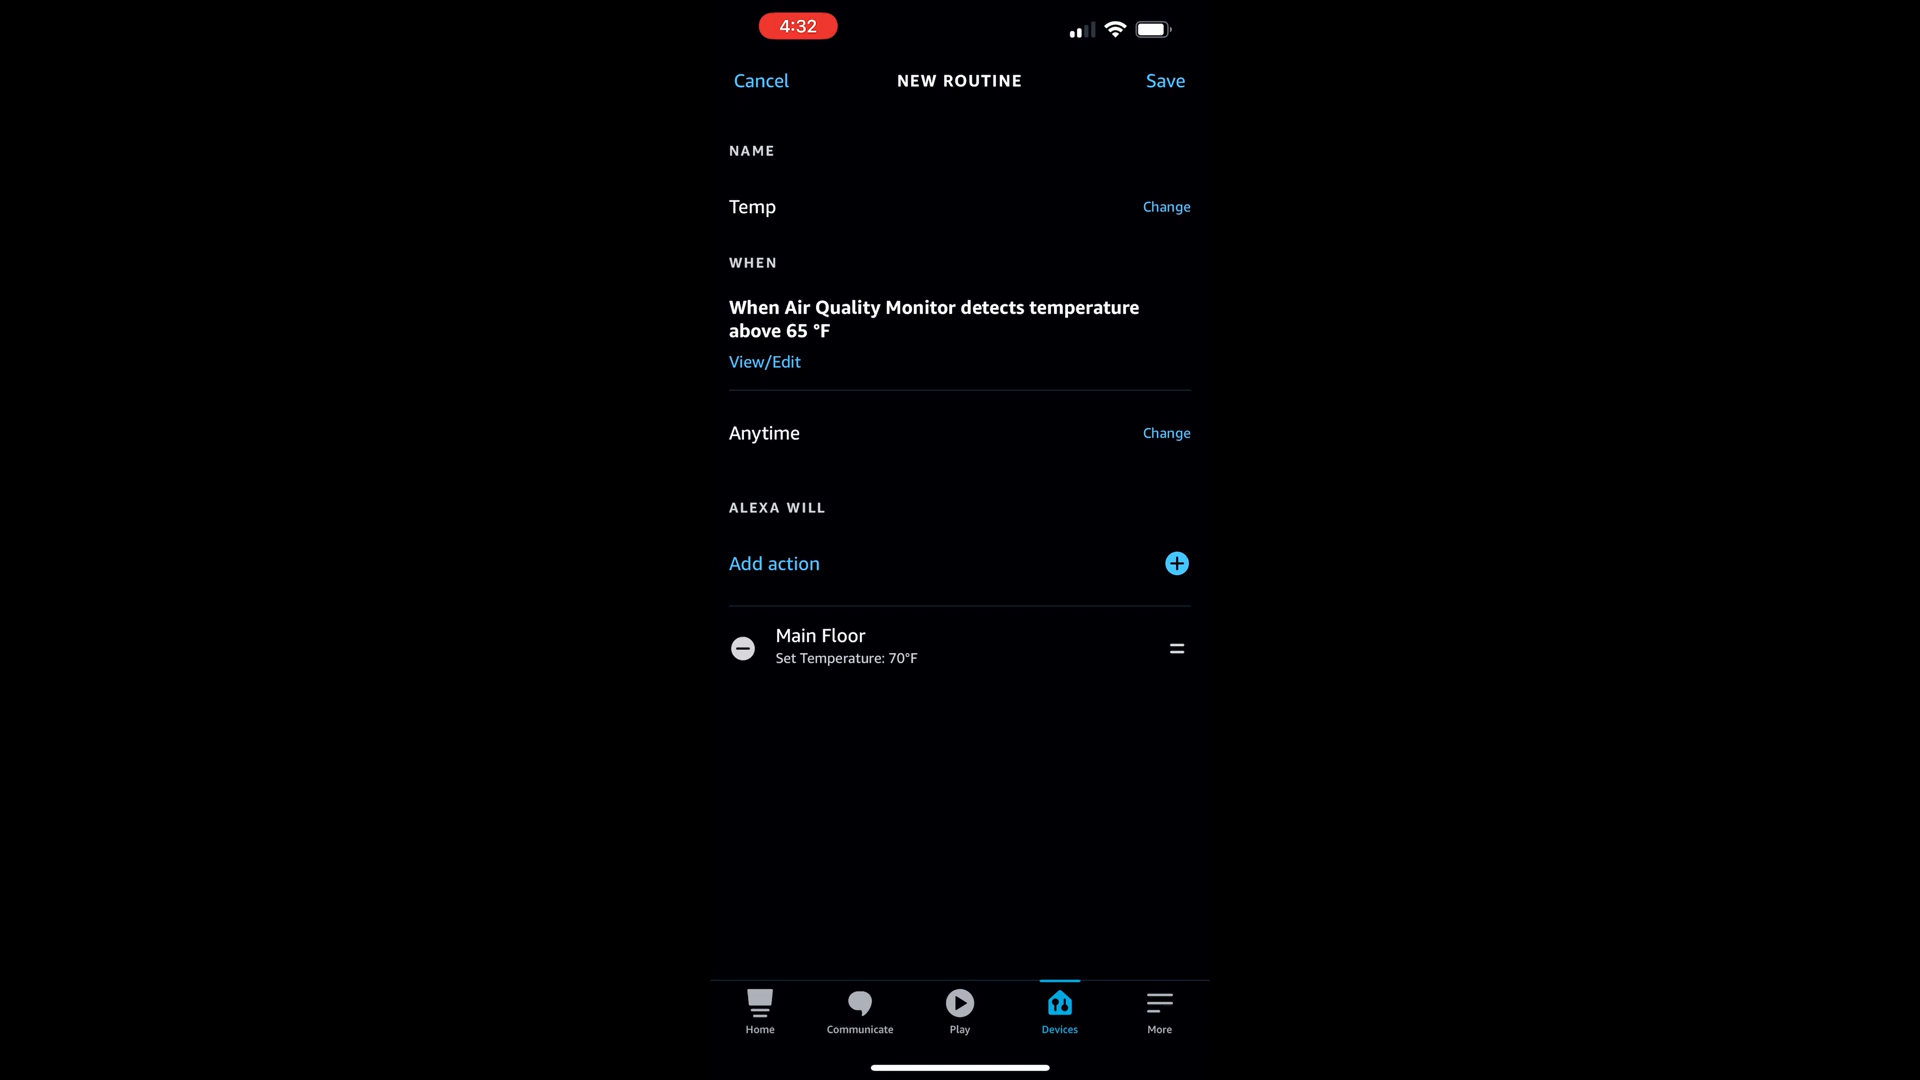 4:32
Cancel
NEW ROUTINE
Save
NAME
Temp
Change
WHEN
When Air Quality Monitor detects temperature
above 65 °F
View/Edit
Anytime
Change
ALEXA WILL
Add action
Main Floor
Set Temperature: 70°F
Home
Communicate
Play
Devices
More